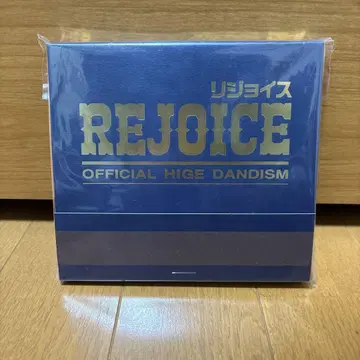 リジョイス
REJOICE
OFFICIAL HIGE DANDISM